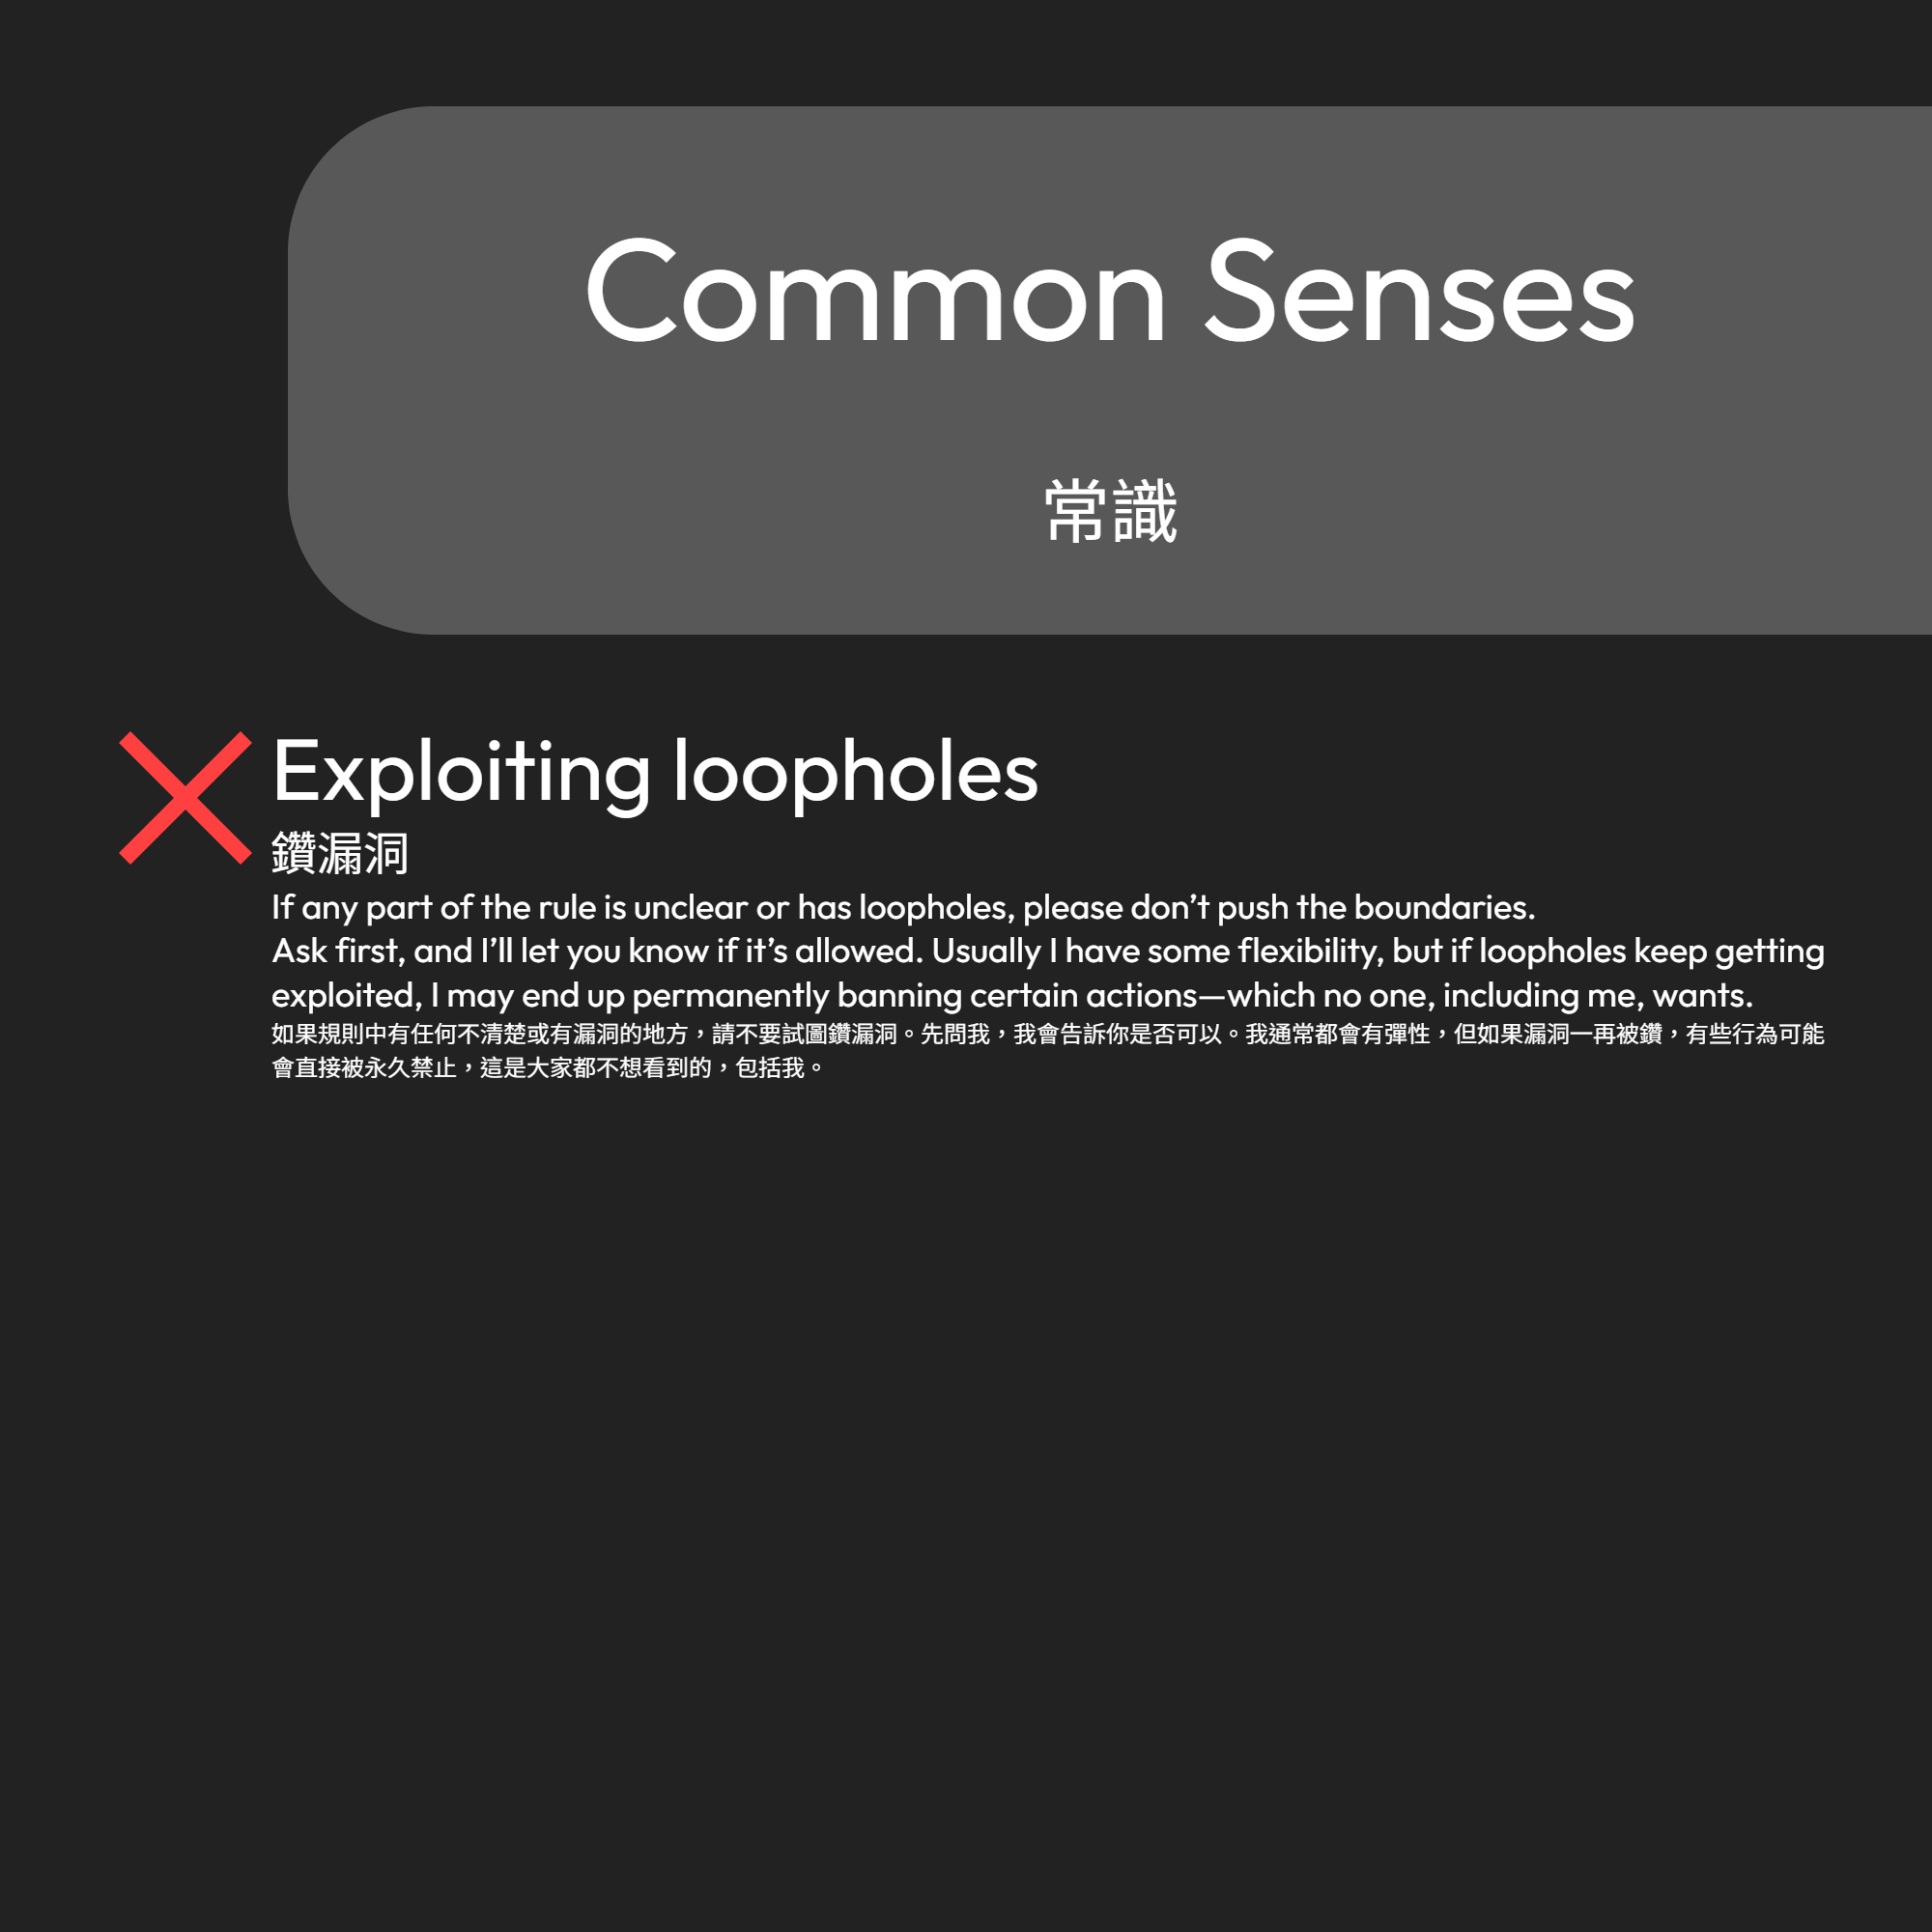 Common Senses
常識
Exploiting loopholes
鑽漏洞
If any part of the rule is unclear or has loopholes, please don’t push the boundaries.
Ask first, and I’ll let you know if it’s allowed. Usually I have some flexibility, but if loopholes keep getting
exploited, I may end up permanently banning certain actions—which no one, including me, wants.
如果規則中有任何不清楚或有漏洞的地方，請不要試圖鑽漏洞。先問我，我會告訴你是否可以。我通常都會有彈性，但如果漏洞一再被鑽，有些行為可能
會直接被永久禁止，這是大家都不想看到的，包括我。